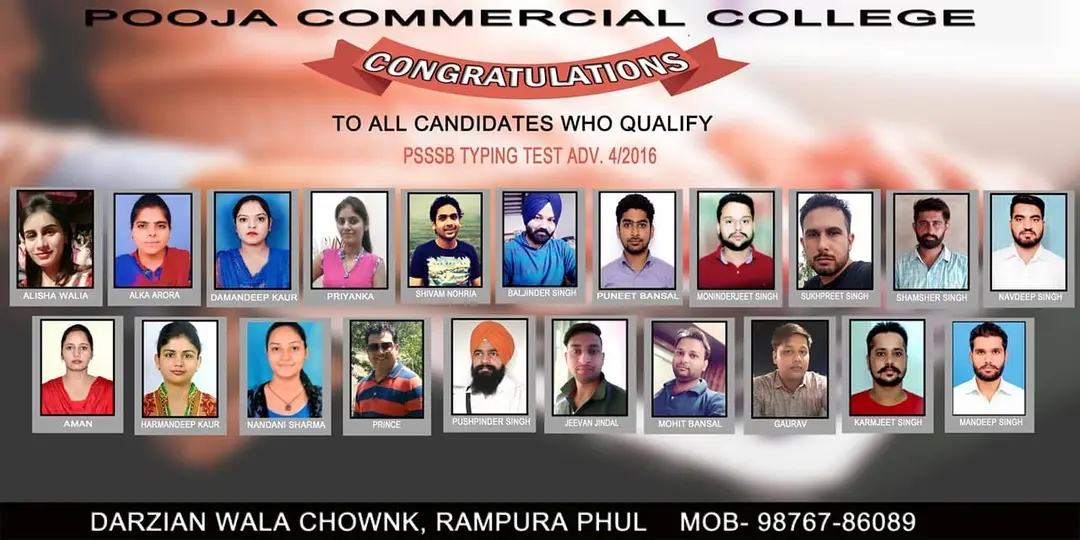 POOJA COMMERCIAL COLLEGE
CONGRATULATIONS
TO ALL CANDIDATES WHO QUALIFY
PSSSB TYPING TEST ADV. 4/2016
ALISHA WALIA ALKA ARORA DAMANDEEP KAUR PRIYANKA SHIVAM NOHRIA BALJINDER SINGH PUNEET BANSAL MONINDERJEET SINGH SUKHPREET SINGH SHAMSHER SINGH NAVDEEP SINGH
AMAN HARMANDEEP KAUR NANDANI SHARMA PRINCE PUSHPINDER SINGH JEEVAN JINDAL MOHIT BANSAL GAURAV KARMJEET SINGH MANDEEP SINGH
DARZIAN WALA CHOWNK, RAMPURA PHUL MOB- 98767-86089